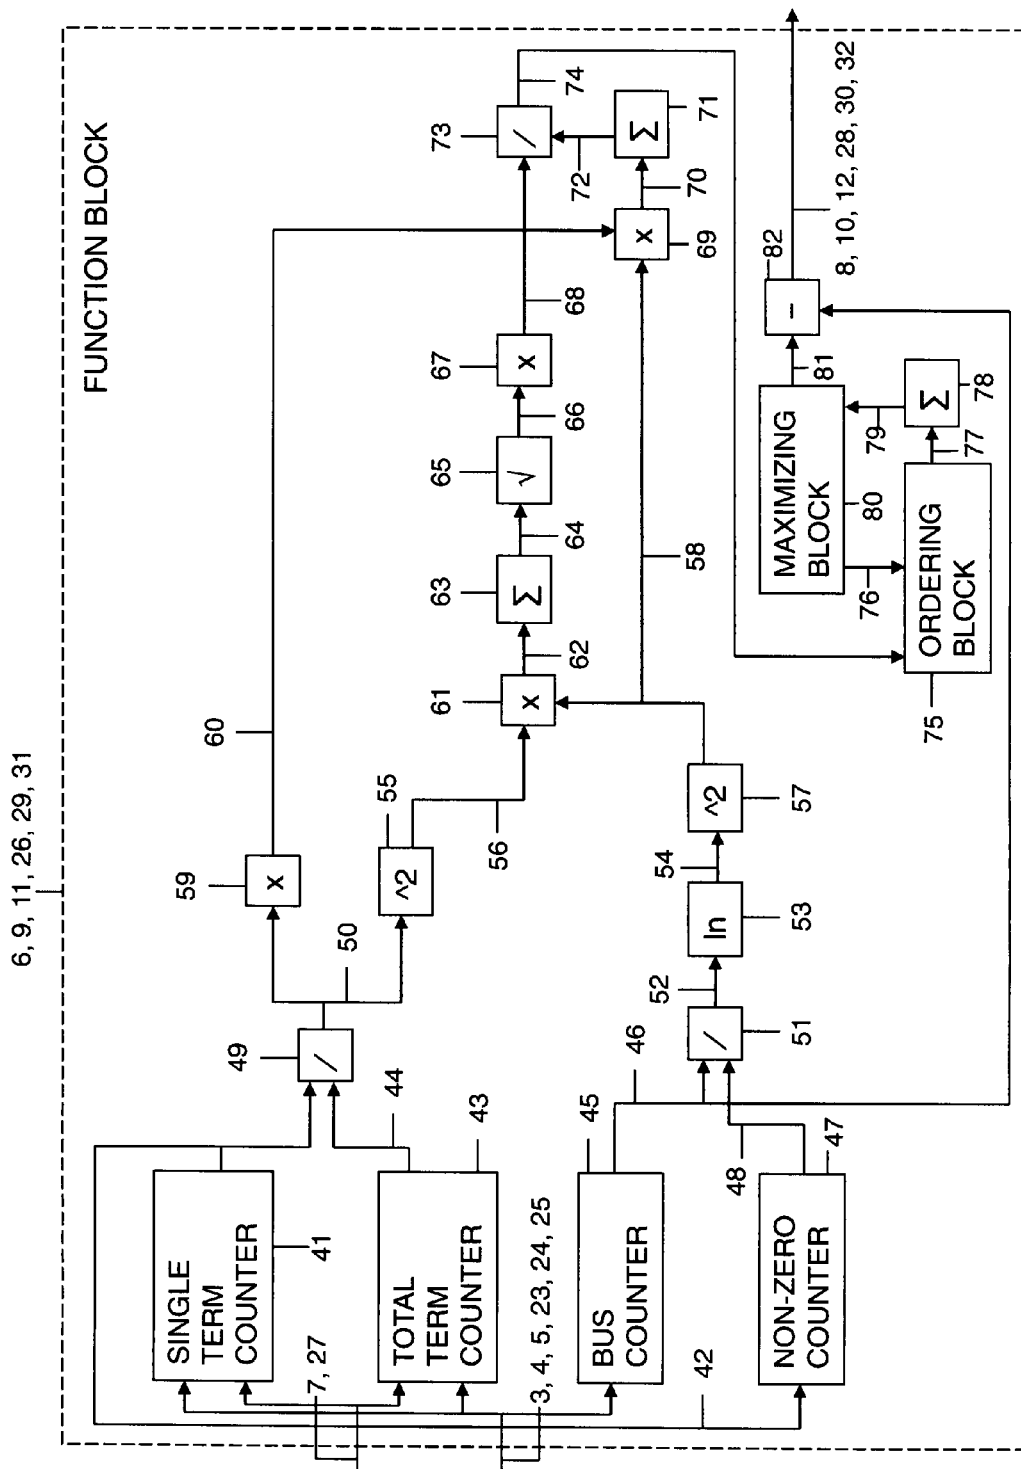 6, 9, 11, 26, 29, 31
FUNCTION BLOCK
SINGLE
TERM
COUNTER
41
7, 27
TOTAL
TERM
COUNTER
43
44
3, 4, 5, 23, 24, 25
BUS
COUNTER
45
46
NON-ZERO
COUNTER
47
48
42
/
49
50
x
59
60
^2
55
56
/
51
52
ln
53
54
^2
57
58
x
61
62
Σ
63
64
√
65
66
x
67
68
x
69
70
Σ
71
72
/
73
74
ORDERING
BLOCK
75
76
77
Σ
78
79
MAXIMIZING
BLOCK
80
81
−
82
8, 10, 12, 28, 30, 32